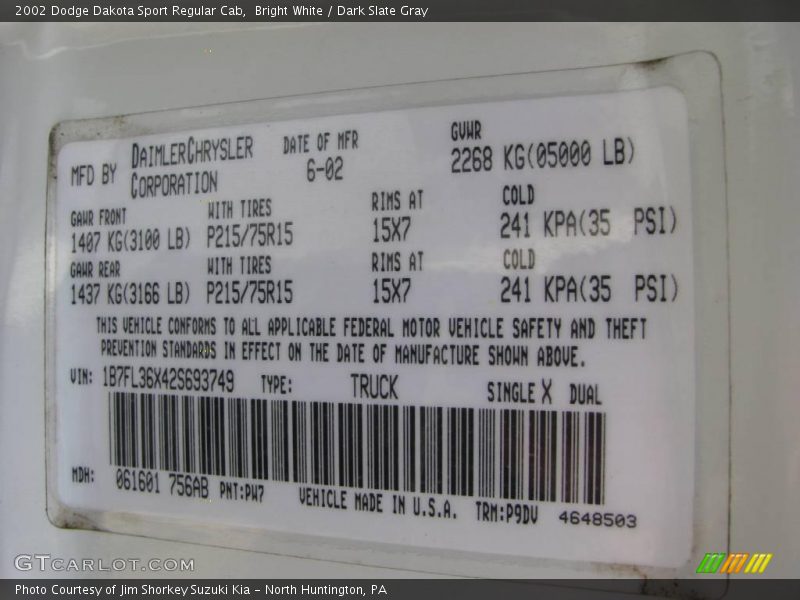 2002 Dodge Dakota Sport Regular Cab,  Bright White / Dark Slate Gray
MFD BY DAIMLERCHRYSLER CORPORATION
DATE OF MFR 6-02
GVWR 2268 KG(05000 LB)
GAWR FRONT WITH TIRES RIMS AT COLD
1407 KG(3100 LB) P215/75R15 15X7 241 KPA(35 PSI)
GAWR REAR WITH TIRES RIMS AT COLD
1437 KG(3166 LB) P215/75R15 15X7 241 KPA(35 PSI)
THIS VEHICLE CONFORMS TO ALL APPLICABLE FEDERAL MOTOR VEHICLE SAFETY AND THEFT
PREVENTION STANDARDS IN EFFECT ON THE DATE OF MANUFACTURE SHOWN ABOVE.
VIN: 1B7FL36X42S693749 TYPE: TRUCK SINGLE X DUAL
MDH: 061601 756AB PNT:PW7 VEHICLE MADE IN U.S.A. TRM:P9DV 4648503
GTCARLOT.COM
Photo Courtesy of Jim Shorkey Suzuki Kia – North Huntington, PA